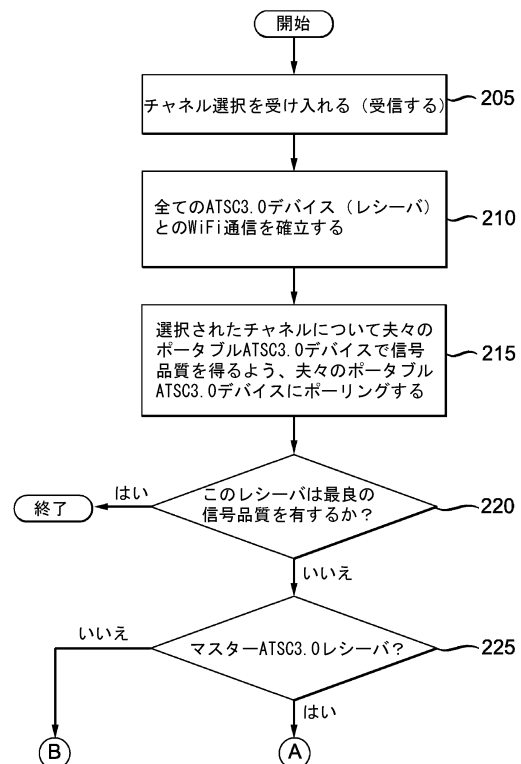 開始
チャネル選択を受け入れる（受信する）
205
全てのATSC3.0デバイス（レシーバ）
とのWiFi通信を確立する
210
選択されたチャネルについて夫々の
ポータブルATSC3.0デバイスで信号
品質を得るよう、夫々のポータブル
ATSC3.0デバイスにポーリングする
215
このレシーバは最良の
信号品質を有するか？
220
はい
終了
いいえ
マスターATSC3.0レシーバ？
225
いいえ
はい
B
A